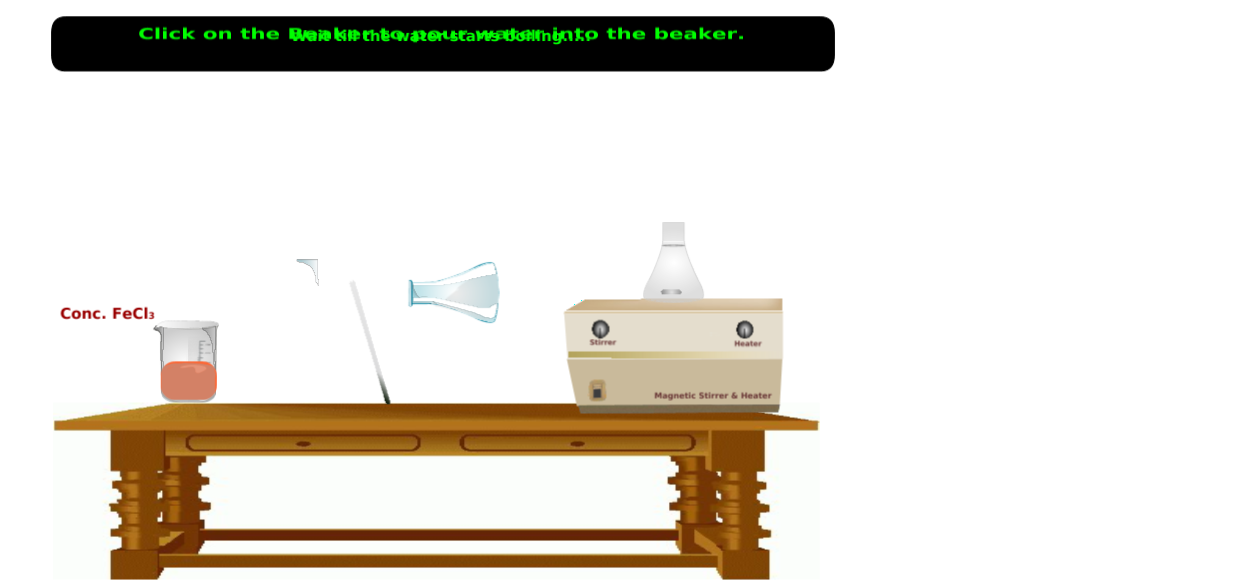 Click on the Beaker to pour water into the beaker.
Wait till the water starts boiling.....
Conc. FeCl₃
Stirrer
Heater
Magnetic Stirrer & Heater